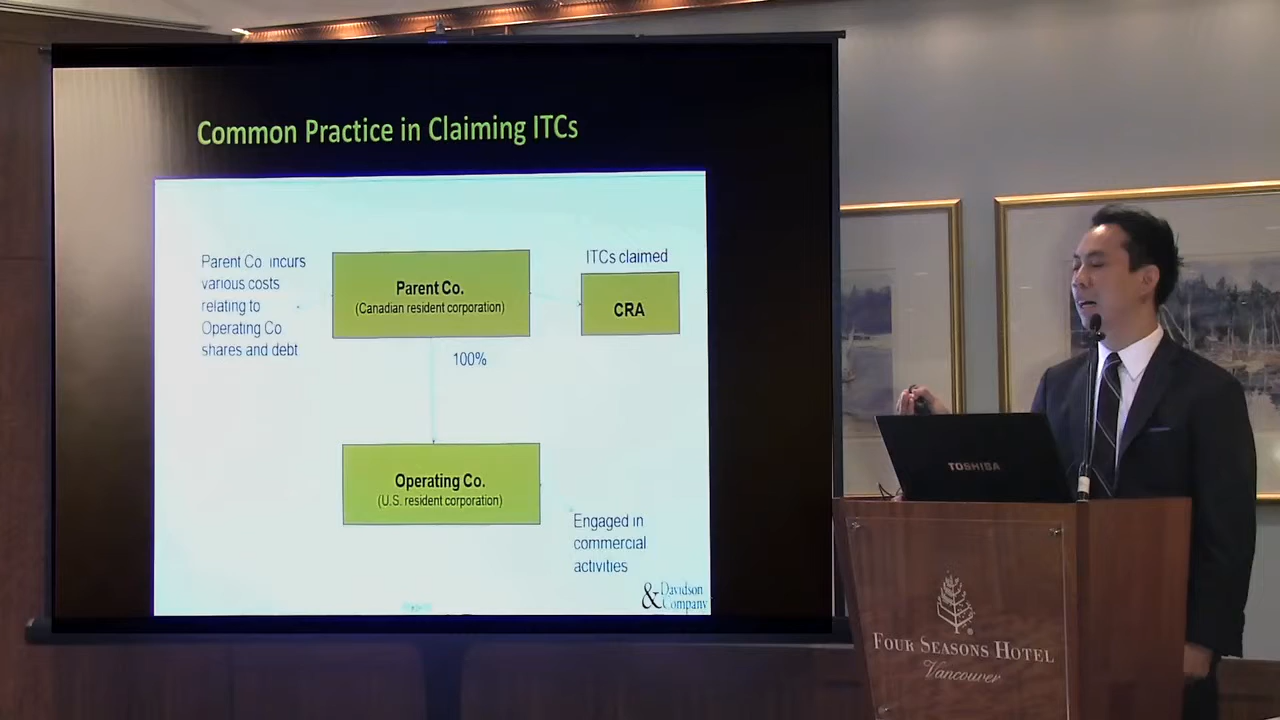 Common Practice in Claiming ITCs
Parent Co incurs
various costs
relating to
Operating Co
shares and debt
Parent Co.
(Canadian resident corporation)
ITCs claimed
CRA
100%
Operating Co.
(U.S. resident corporation)
Engaged in
commercial
activities
& Davidson
Company
TOSHIBA
FOUR SEASONS HOTEL
Vancouver